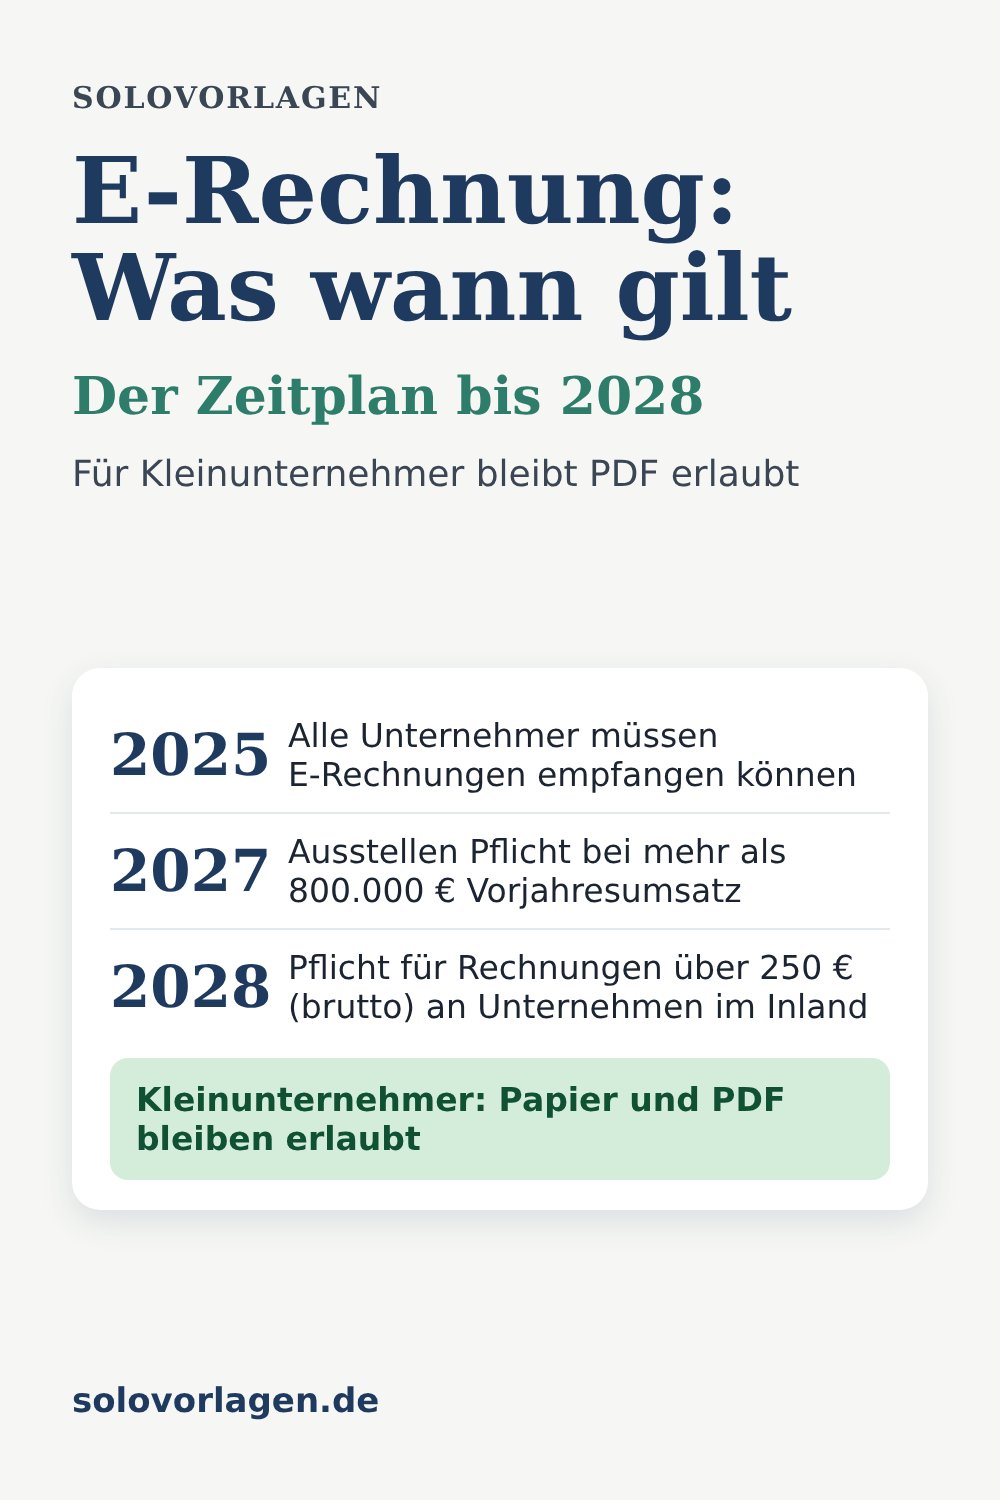 SOLOVORLAGEN
E-Rechnung:
Was wann gilt
Der Zeitplan bis 2028
Für Kleinunternehmer bleibt PDF erlaubt
2025 Alle Unternehmer müssen
E-Rechnungen empfangen können
2027 Ausstellen Pflicht bei mehr als
800.000 € Vorjahresumsatz
2028 Pflicht für Rechnungen über 250 €
(brutto) an Unternehmen im Inland
Kleinunternehmer: Papier und PDF
bleiben erlaubt
solovorlagen.de